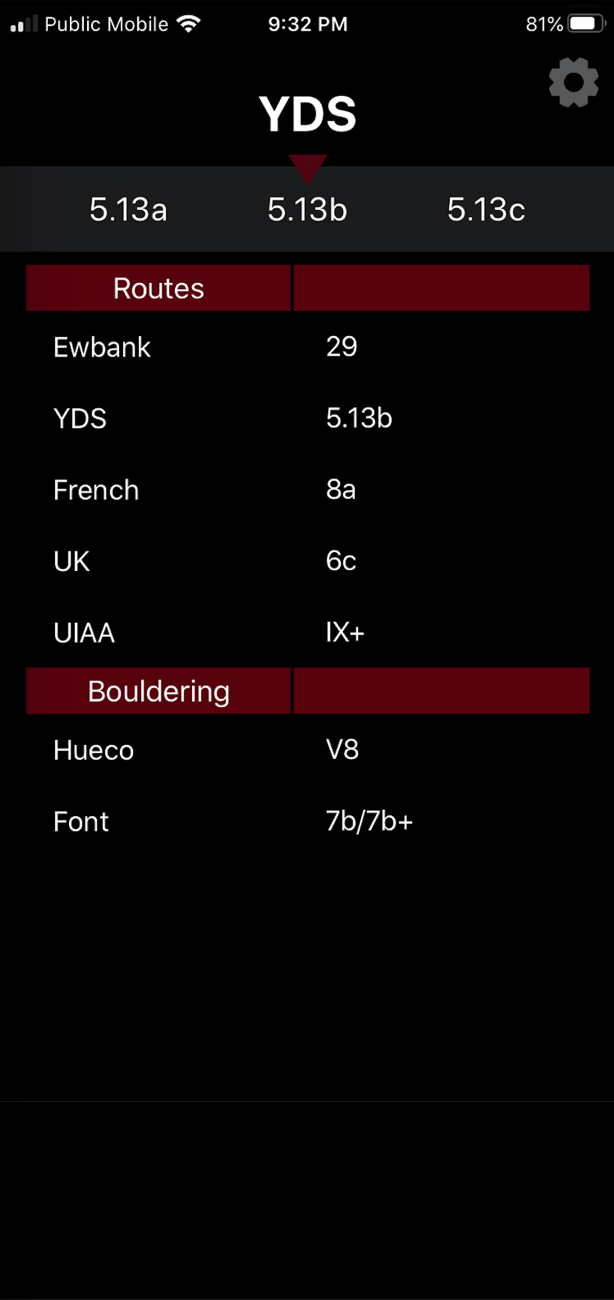 Public Mobile 9:32 PM 81%
YDS
5.13a 5.13b 5.13c
Routes
Ewbank 29
YDS 5.13b
French 8a
UK 6c
UIAA IX+
Bouldering
Hueco V8
Font 7b/7b+